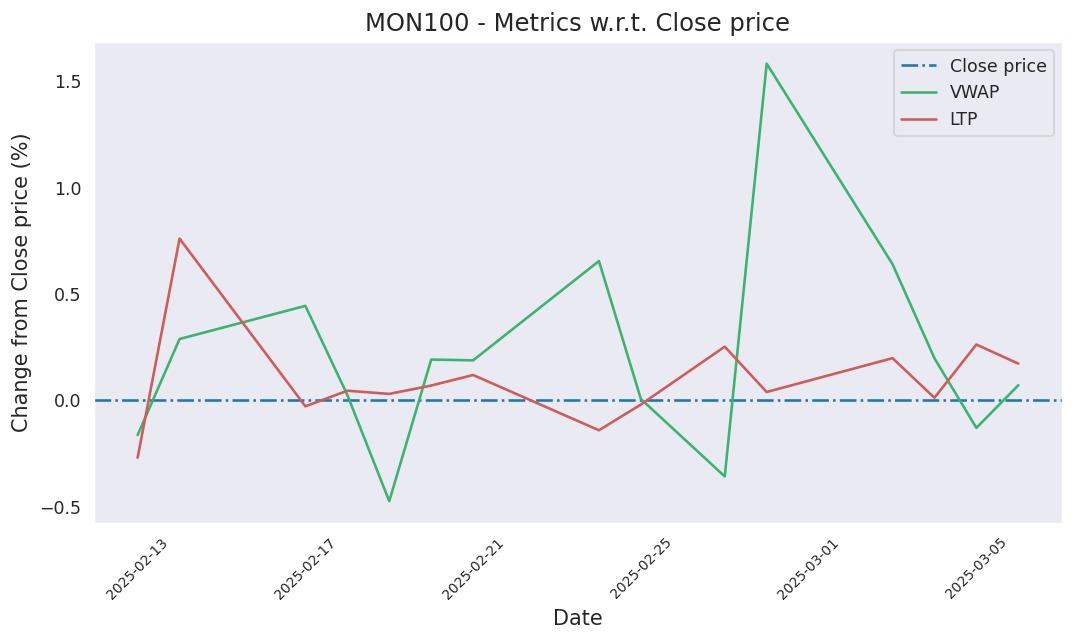 MON100 - Metrics w.r.t. Close price
Close price
VWAP
LTP
Change from Close price (%)
1.5
1.0
0.5
0.0
−0.5
2025-02-13
2025-02-17
2025-02-21
2025-02-25
2025-03-01
2025-03-05
Date